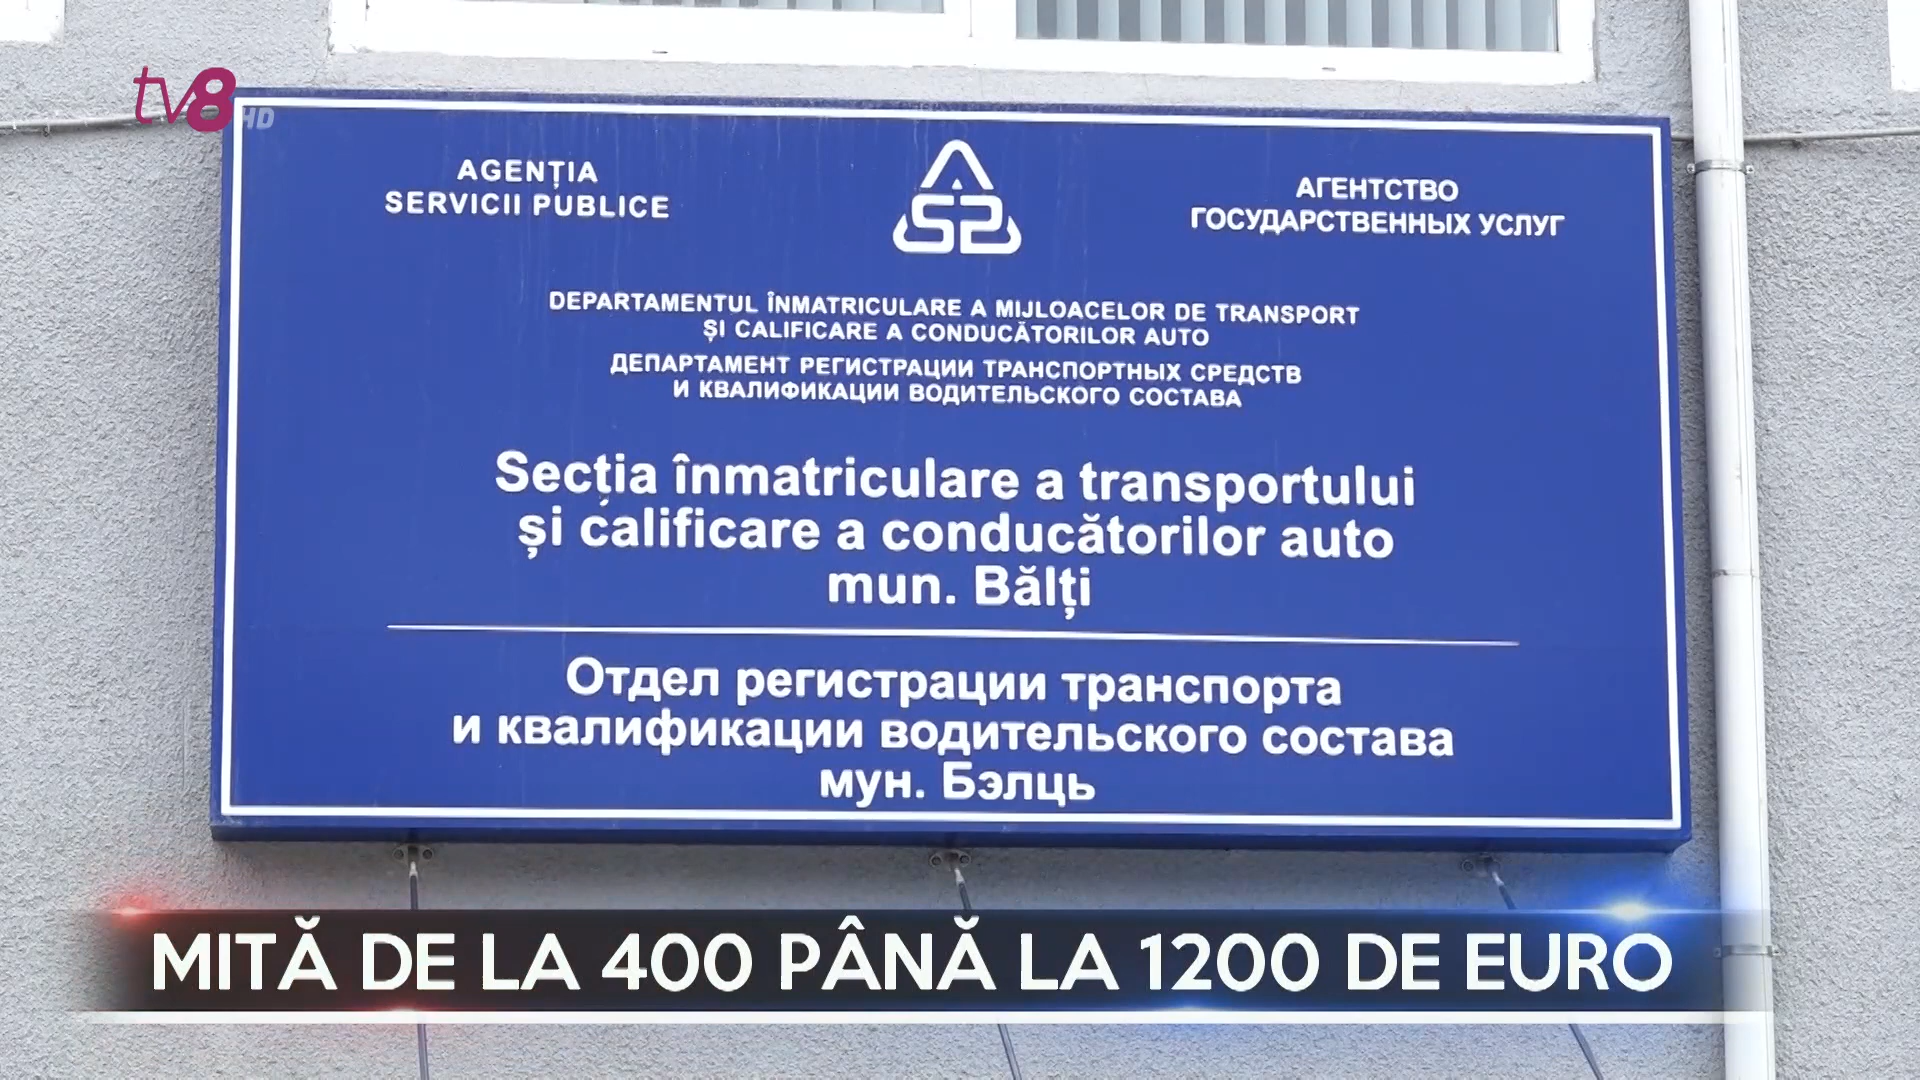 tv8 HD
AGENȚIA
SERVICII PUBLICE
ASP
АГЕНТСТВО
ГОСУДАРСТВЕННЫХ УСЛУГ
DEPARTAMENTUL ÎNMATRICULARE A MIJLOACELOR DE TRANSPORT
ȘI CALIFICARE A CONDUCĂTORILOR AUTO
ДЕПАРТАМЕНТ РЕГИСТРАЦИИ ТРАНСПОРТНЫХ СРЕДСТВ
И КВАЛИФИКАЦИИ ВОДИТЕЛЬСКОГО СОСТАВА
Secția înmatriculare a transportului
și calificare a conducătorilor auto
mun. Bălți
Отдел регистрации транспорта
и квалификации водительского состава
мун. Бэлць
MITĂ DE LA 400 PÂNĂ LA 1200 DE EURO